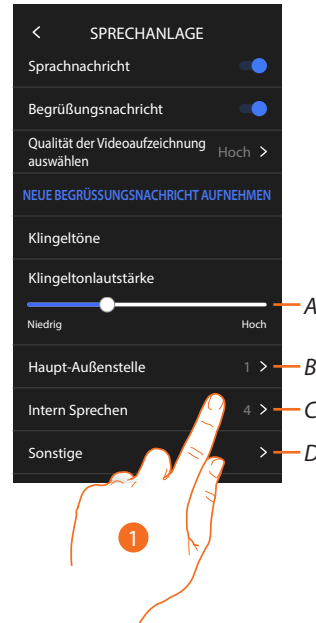 SPRECHANLAGE
Sprachnachricht
Begrüßungsnachricht
Qualität der Videoaufzeichnung
auswählen
Hoch >
NEUE BEGRÜSSUNGSNACHRICHT AUFNEHMEN
Klingeltöne
Klingeltonlautstärke
A
Niedrig Hoch
Haupt-Außenstelle 1 > B
Intern Sprechen 4 > C
Sonstige > D
1